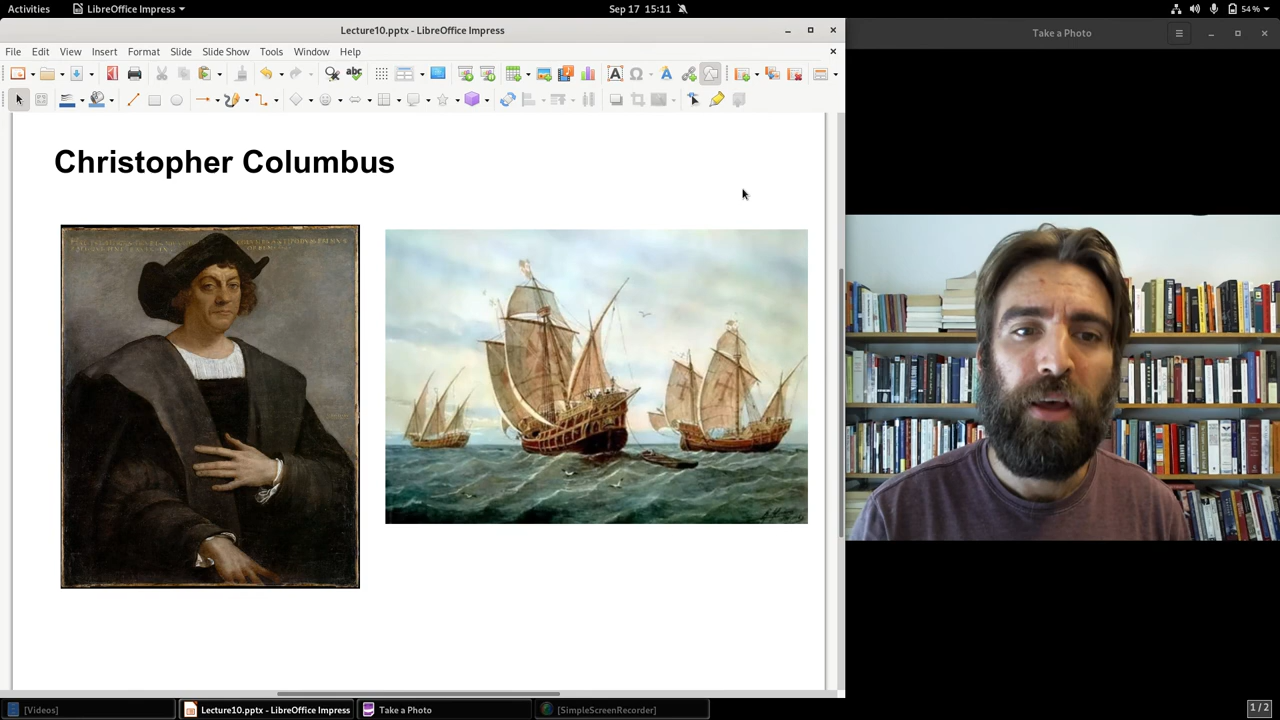 Activities LibreOffice Impress Sep 17 15:11 54 %
Lecture10.pptx - LibreOffice Impress Take a Photo
File Edit View Insert Format Slide Slide Show Tools Window Help
abc
Christopher Columbus
[Videos] Lecture10.pptx - LibreOffice Impress Take a Photo [SimpleScreenRecorder] 1 / 2